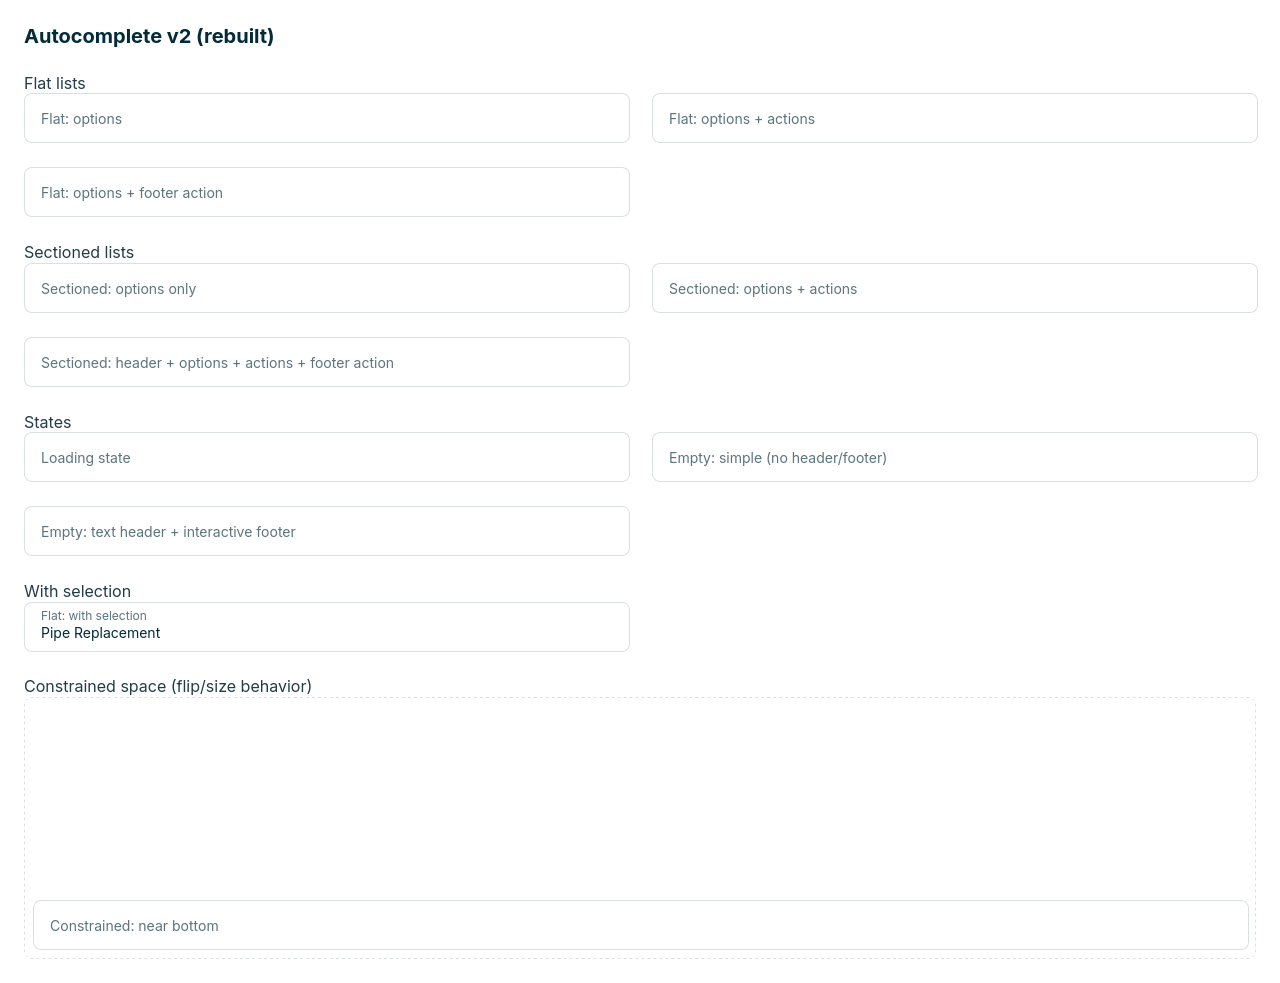 Autocomplete v2 (rebuilt)
Flat lists
Flat: options
Flat: options + actions
Flat: options + footer action
Sectioned lists
Sectioned: options only
Sectioned: options + actions
Sectioned: header + options + actions + footer action
States
Loading state
Empty: simple (no header/footer)
Empty: text header + interactive footer
With selection
Flat: with selection
Pipe Replacement
Constrained space (flip/size behavior)
Constrained: near bottom